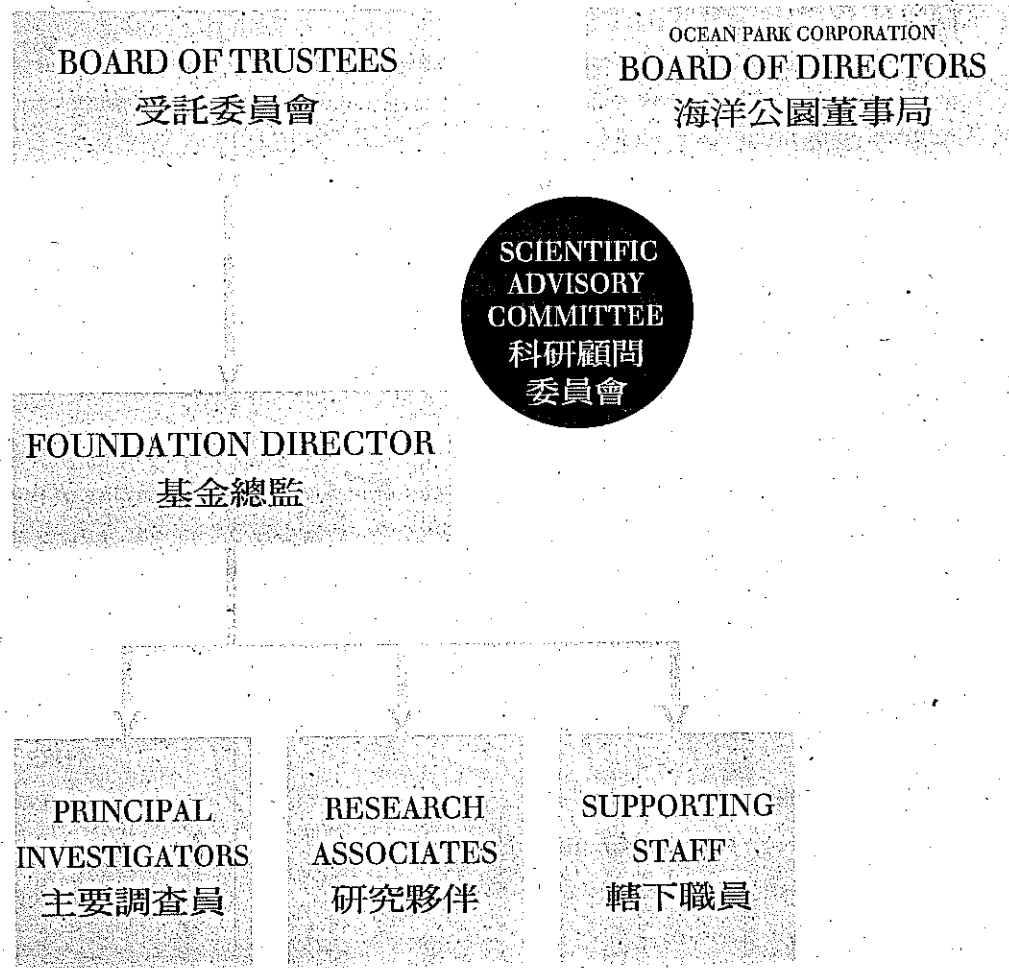 BOARD OF TRUSTEES
受託委員會
OCEAN PARK CORPORATION
BOARD OF DIRECTORS
海洋公園董事局
SCIENTIFIC
ADVISORY
COMMITTEE
科研顧問
委員會
FOUNDATION DIRECTOR
基金總監
PRINCIPAL
INVESTIGATORS
主要調查員
RESEARCH
ASSOCIATES
研究夥伴
SUPPORTING
STAFF
轄下職員